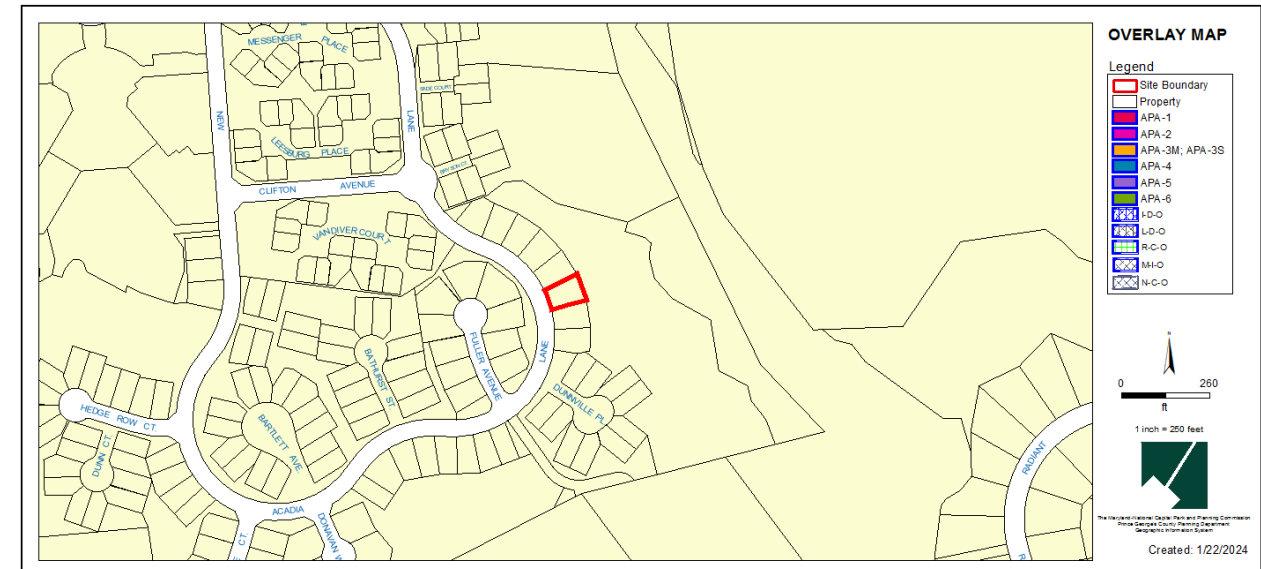 OVERLAY MAP
Legend
Site Boundary
Property
APA-1
APA-2
APA-3M; APA-3S
APA-4
APA-5
APA-6
I-D-O
L-D-O
R-C-O
M-I-O
N-C-O
N
0 260
ft
1 inch = 250 feet
The Maryland-National Capital Park and Planning Commission
Prince George's County Planning Department
Geographic Information System
Created: 1/22/2024
MESSENGER PLACE
NEW
LANE
LEESBURG PLACE
CLIFTON AVENUE
VANDIVER COURT
FULLER AVENUE
LANE
BATHURST ST
DUNNVILLE PL
HEDGE ROW CT.
DUNN CT.
BARTLETT AVE.
ACADIA
CT.
DONAVAN W
RADIANT
R